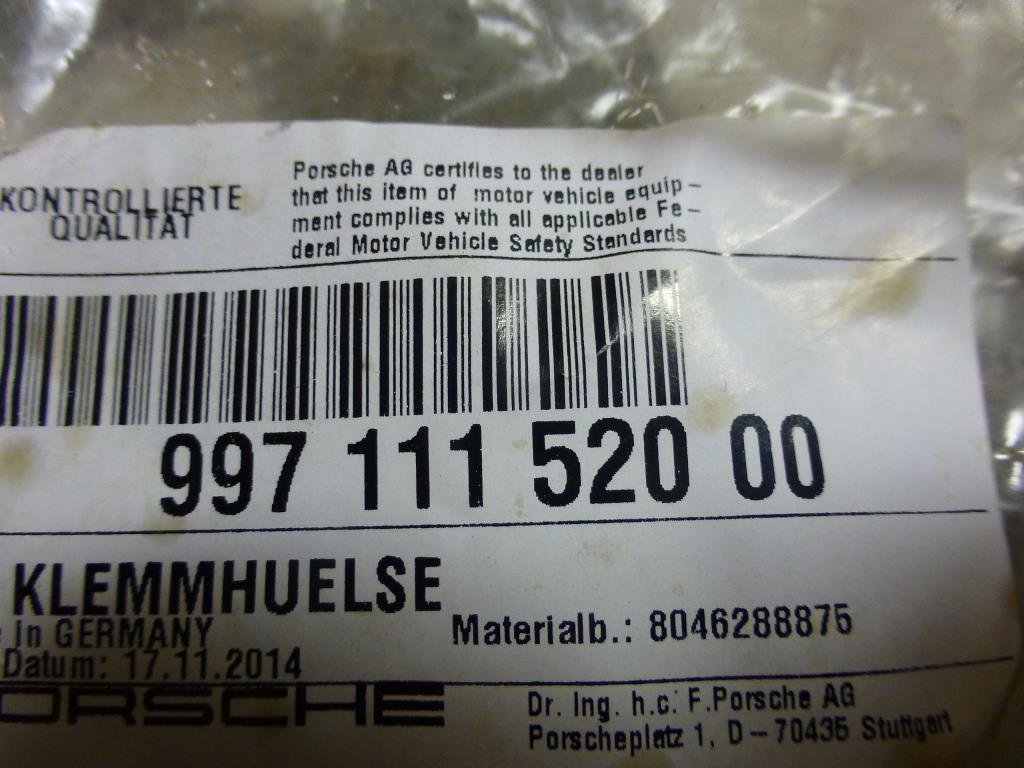 KONTROLLIERTE
QUALITÄT
Porsche AG certifies to the dealer
that this item of motor vehicle equip-
ment complies with all applicable Fe-
deral Motor Vehicle Safety Standards
997 111 520 00
KLEMMHUELSE
e in GERMANY
Materialb.: 8046288875
Datum: 17.11.2014
PORSCHE
Dr. Ing. h.c. F.Porsche AG
Porscheplatz 1, D-70435 Stuttgart